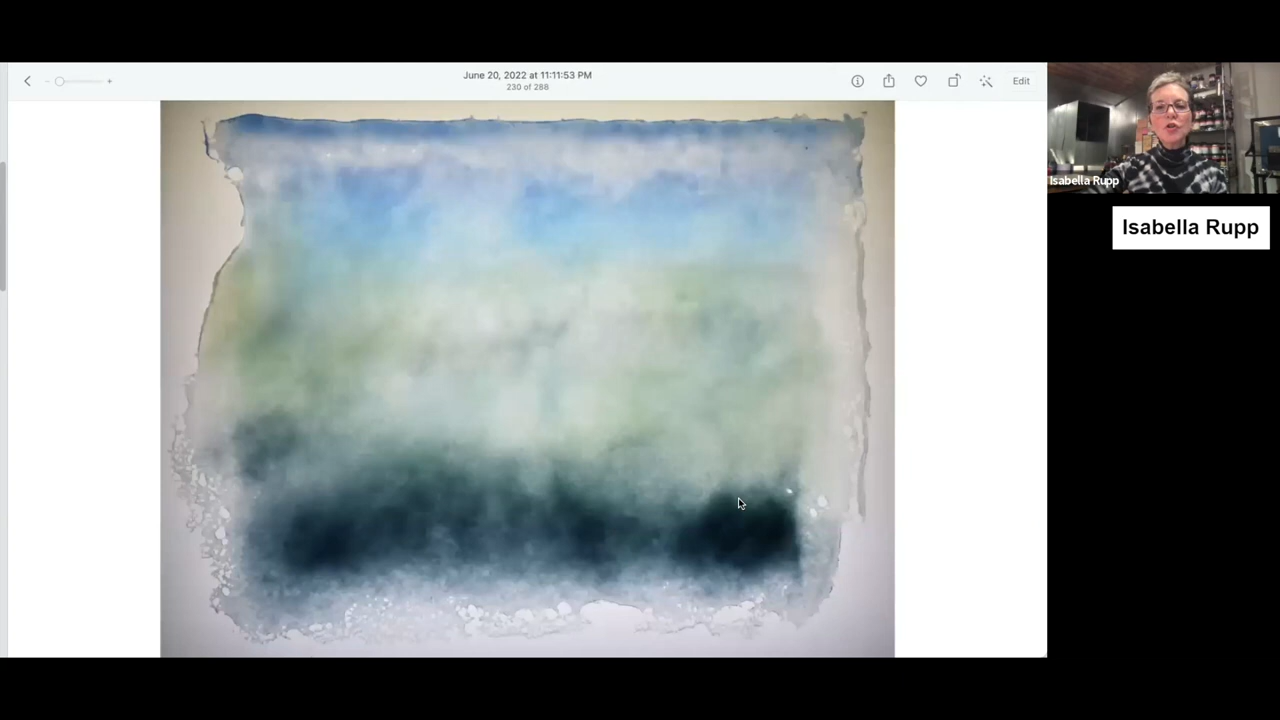 June 20, 2022 at 11:11:53 PM
230 of 288
Edit
Isabella Rupp
Isabella Rupp